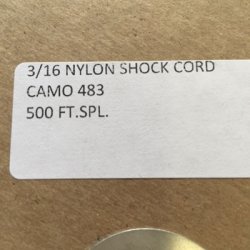 3/16 NYLON SHOCK CORD
CAMO 483
500 FT.SPL.